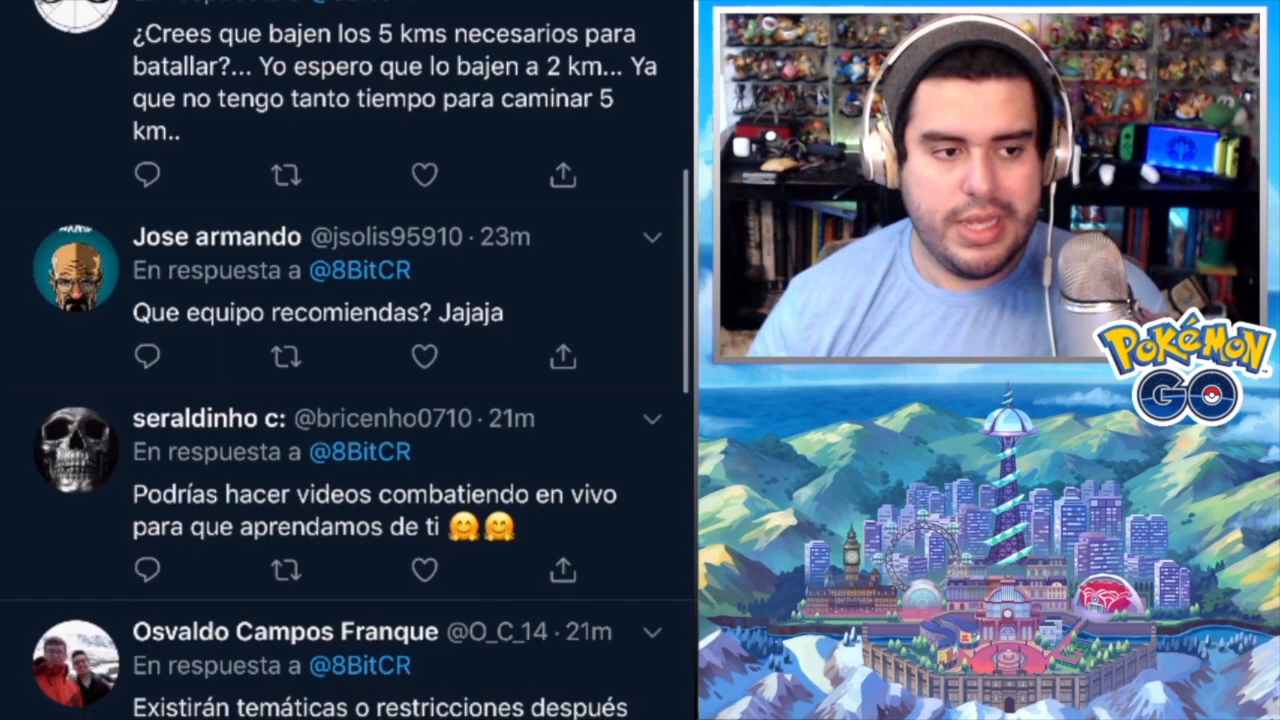 ¿Crees que bajen los 5 kms necesarios para
batallar?... Yo espero que lo bajen a 2 km... Ya
que no tengo tanto tiempo para caminar 5
km..
Jose armando @jsolis95910 · 23m
En respuesta a @8BitCR
Que equipo recomiendas? Jajaja
seraldinho c: @bricenho0710 · 21m
En respuesta a @8BitCR
Podrías hacer videos combatiendo en vivo
para que aprendamos de ti 🤗🤗
Osvaldo Campos Franque @O_C_14 · 21m
En respuesta a @8BitCR
Existirán temáticas o restricciones después
POKÉMON
GO